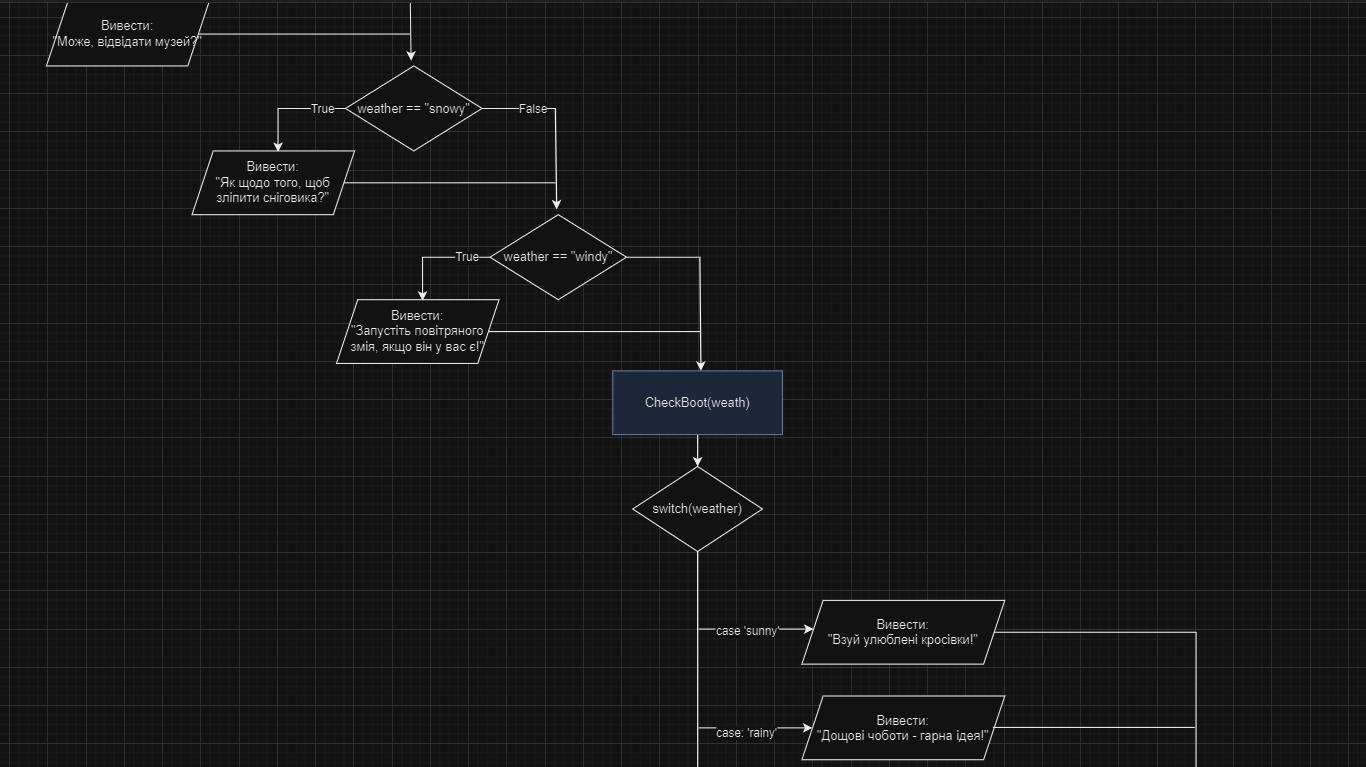 Вивести:
"Може, відвідати музей?"
weather == "snowy"
True
False
Вивести:
"Як щодо того, щоб
зліпити сніговика?"
weather == "windy"
True
Вивести:
"Запустіть повітряного
змія, якщо він у вас є!"
CheckBoot(weath)
switch(weather)
case 'sunny'
Вивести:
"Взуй улюблені кросівки!"
case: 'rainy'
Вивести:
"Дощові чоботи - гарна ідея!"